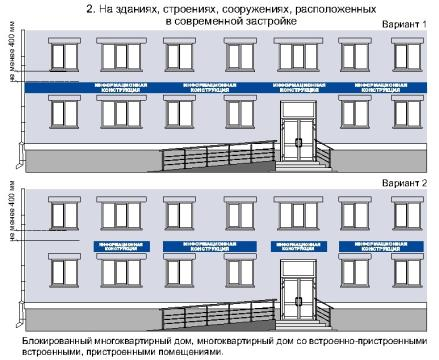 2. На зданиях, строениях, сооружениях, расположенных
в современной застройке
Вариант 1
не менее 400 мм
ИНФОРМАЦИОННАЯ КОНСТРУКЦИЯ
ИНФОРМАЦИОННАЯ КОНСТРУКЦИЯ
ИНФОРМАЦИОННАЯ КОНСТРУКЦИЯ
ИНФОРМАЦИОННАЯ КОНСТРУКЦИЯ
Вариант 2
не менее 400 мм
ИНФОРМАЦИОННАЯ КОНСТРУКЦИЯ
ИНФОРМАЦИОННАЯ КОНСТРУКЦИЯ
ИНФОРМАЦИОННАЯ КОНСТРУКЦИЯ
ИНФОРМАЦИОННАЯ КОНСТРУКЦИЯ
Блокированный многоквартирный дом, многоквартирный дом со встроенно-пристроенными
встроенными, пристроенными помещениями.